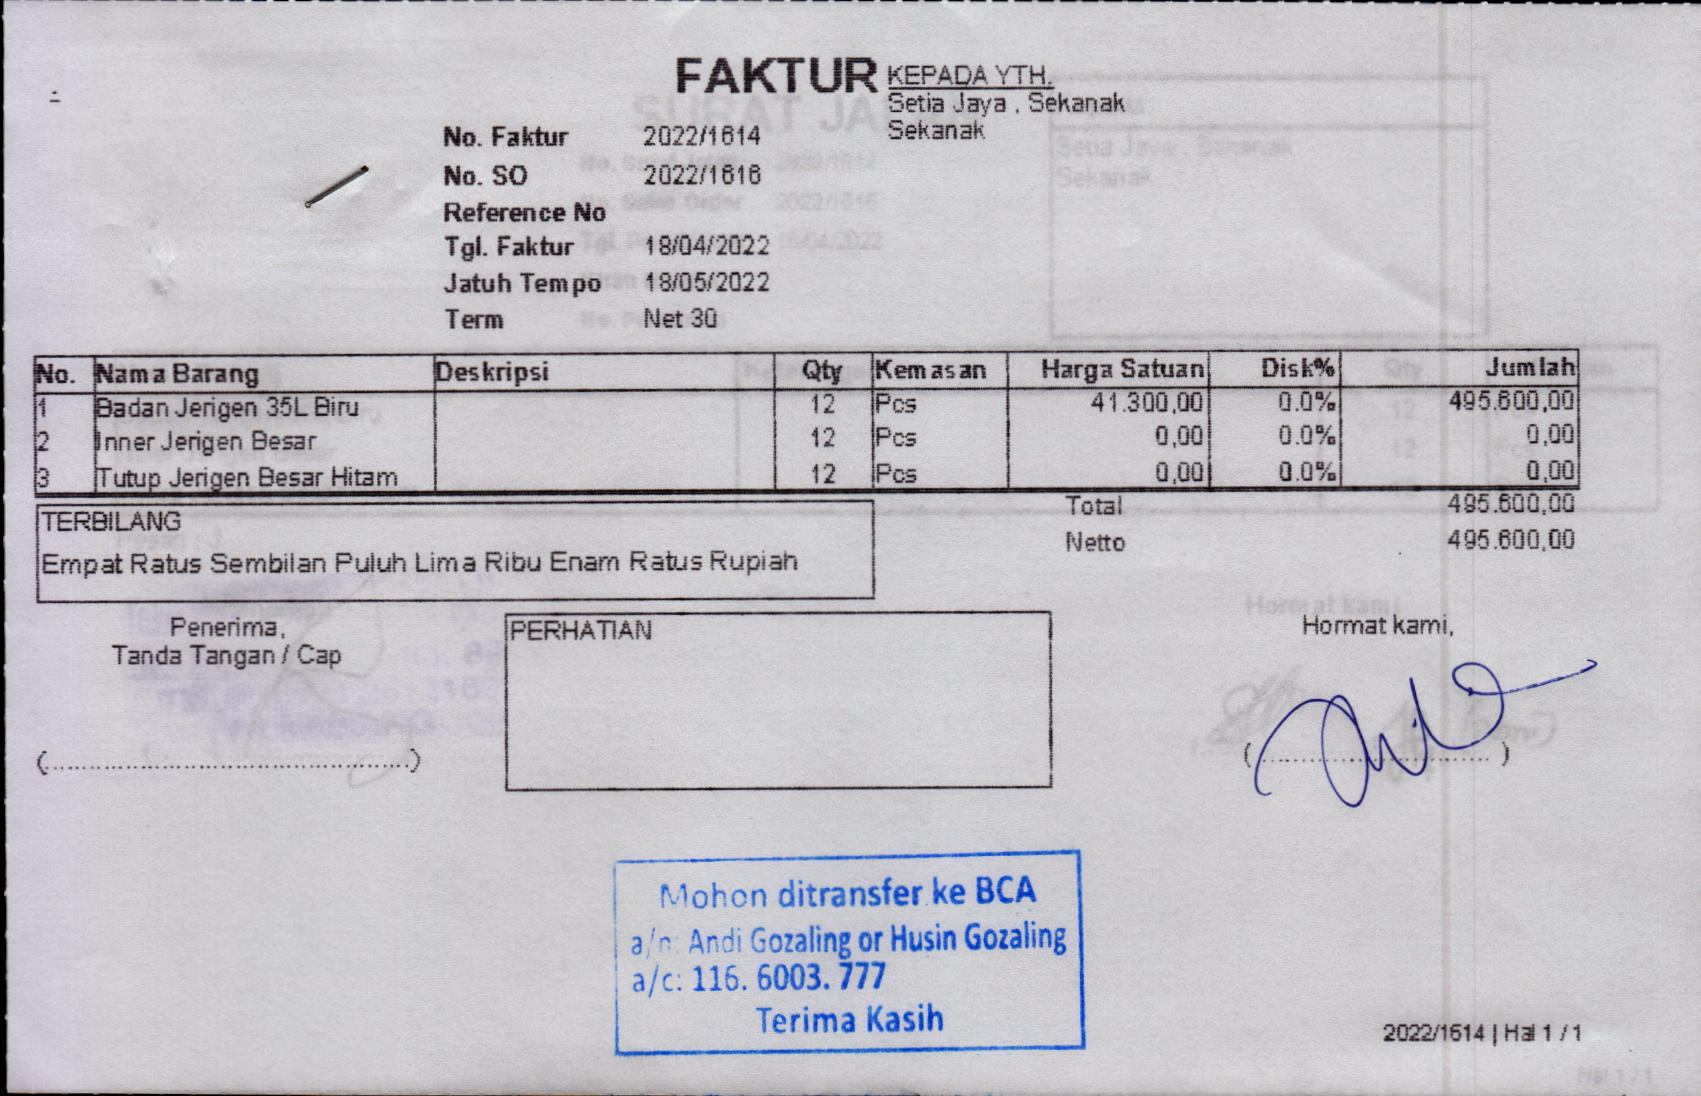 FAKTUR
KEPADA YTH.
Setia Jaya , Sekanak
Sekanak
No. Faktur 2022/1614
No. SO 2022/1616
Reference No
Tgl. Faktur 18/04/2022
Jatuh Tempo 18/05/2022
Term Net 30
No. Nama Barang Deskripsi Qty Kemasan Harga Satuan Disk% Jumlah
1 Badan Jerigen 35L Biru 12 Pcs 41.300,00 0.0% 495.600,00
2 Inner Jerigen Besar 12 Pcs 0,00 0.0% 0,00
3 Tutup Jerigen Besar Hitam 12 Pcs 0,00 0.0% 0,00
Total 495.600,00
Netto 495.600,00
TERBILANG
Empat Ratus Sembilan Puluh Lima Ribu Enam Ratus Rupiah
Penerima,
Tanda Tangan / Cap
(..............................................)
PERHATIAN
Hormat kami,
(..............................)
Mohon ditransfer ke BCA
a/n: Andi Gozaling or Husin Gozaling
a/c: 116. 6003. 777
Terima Kasih
2022/1614 | Hal 1 / 1